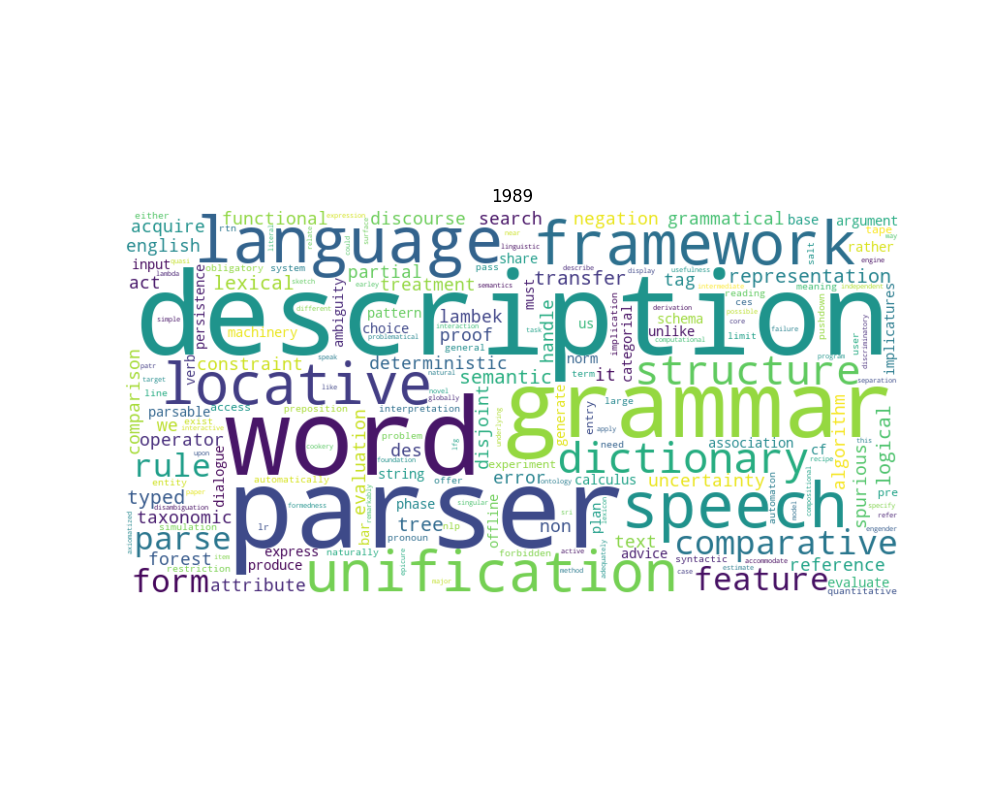 1989
either functional expression discourse search negation grammatical base argument way
acquire rtn literal relate could surface near tape
english language linguistic framework salt rather
input obligatory system partial share pass describe display usefulness transfer tag representation engine
act quasi lambda lexical sketch earley treatment semantics must intermediate meaning independent
persistence description reading implicatures
simple different ambiguity pattern interaction lambek task us implication derivation ces possible schema pushdown user
machinery choice problematical proof handle categorial unlike computational core limit failure discriminatory
comparison verb speak deterministic norm it program
patr constraint general semantic term structure separation
target locative natural like globally
line access preposition interpretation novel underlying generate entry large grammar
parsable word disjoint
we exist interactive cookery problem lfg need association cf algorithm this logical
operator upon des foundation experiment dictionary recipe
rule dialogue automatically evaluation string offer error calculus uncertainty spurious
entity remarkably ontology compositional pre
typed paper parser phase singular sri lexicon speech model specify
taxonomic disambiguation formedness bar tree nlp offline non plan text automaton refer
axiomatized simulation lr pronoun apply engender
parse express naturally epicure forbidden active adequately advice syntactic comparative
forest item produce method case estimate accommodate reference
restriction unification feature
form attribute major evaluate
quantitative